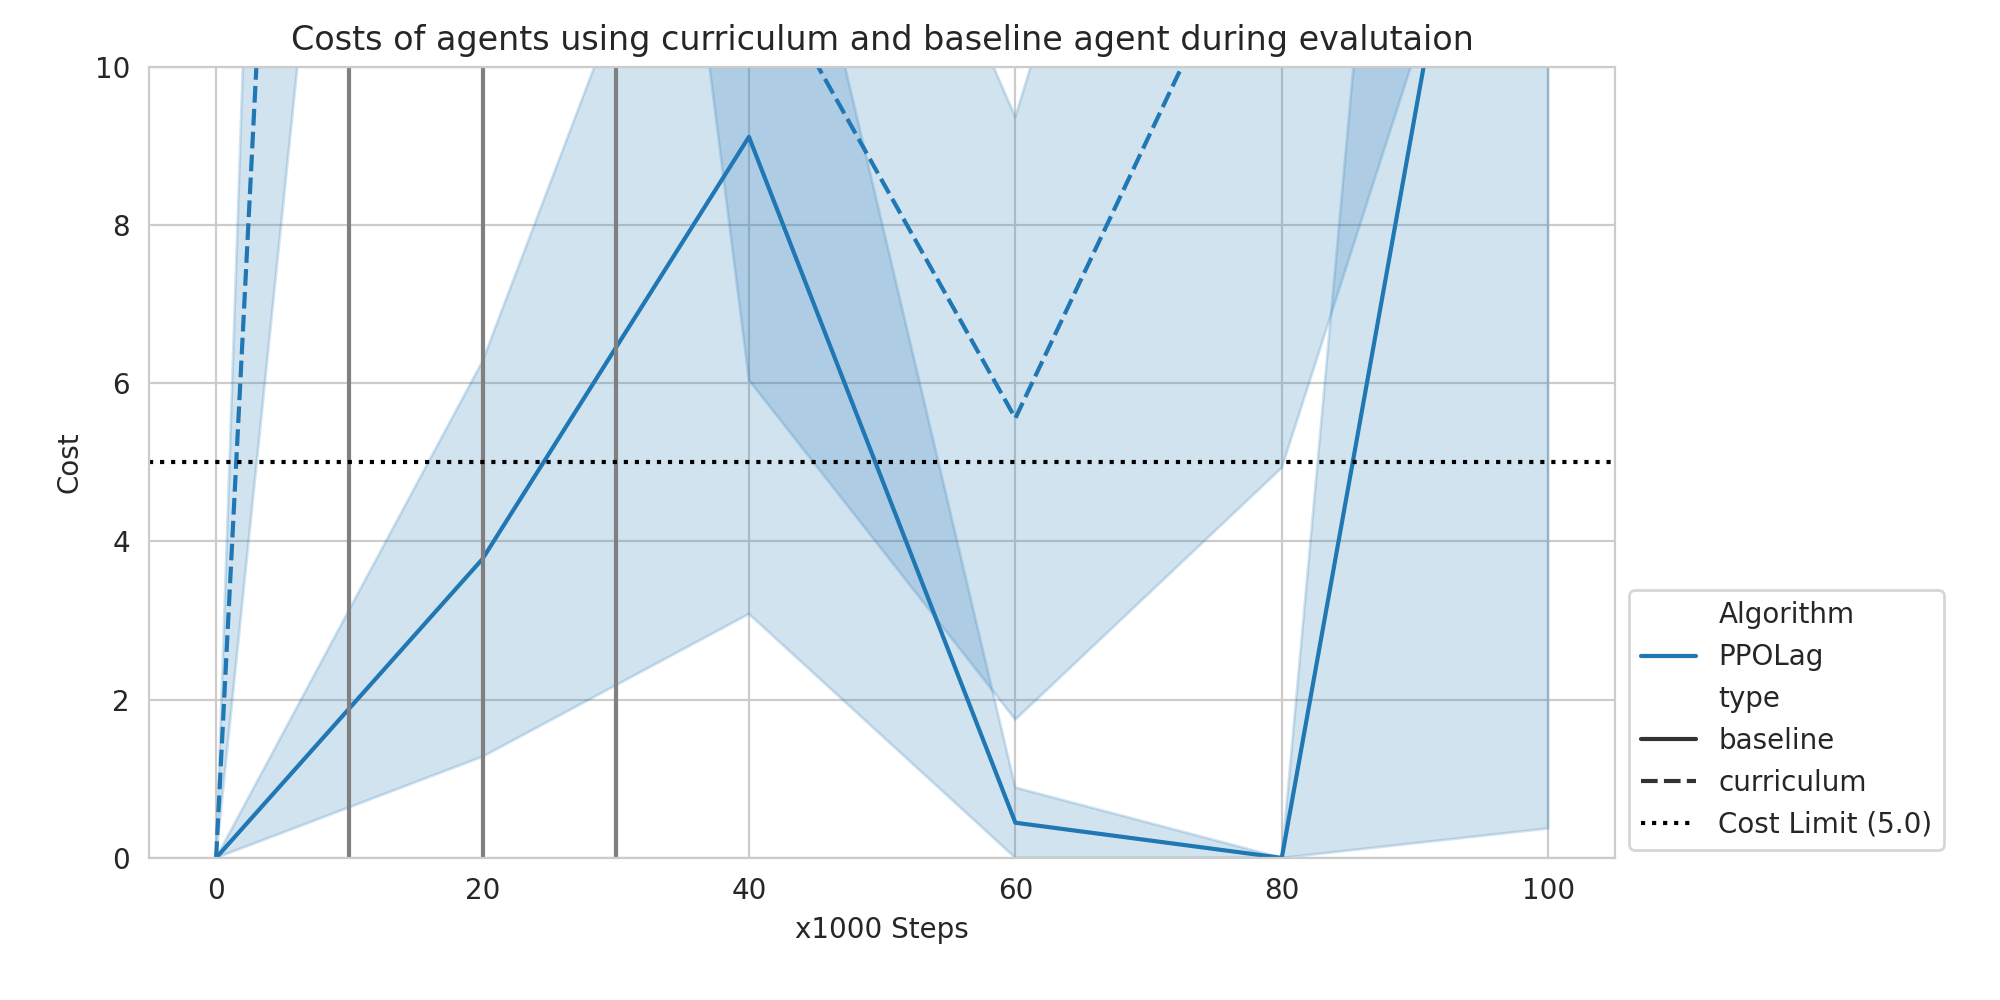 Costs of agents using curriculum and baseline agent during evalutaion
10
8
6
4
2
0
Cost
0 20 40 60 80 100
x1000 Steps
Algorithm
PPOLag
type
baseline
curriculum
Cost Limit (5.0)